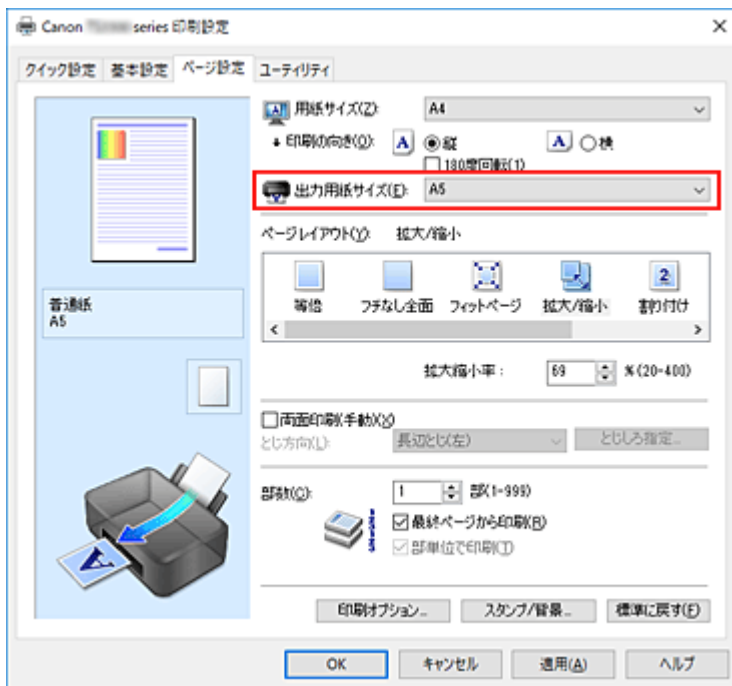 Canon series 印刷設定
クイック設定 基本設定 ページ設定 ユーティリティ
用紙サイズ(Z): A4
印刷の向き(O): A 縦 A 横
180度回転(1)
出力用紙サイズ(E): A5
ページレイアウト(Y): 拡大/縮小
等倍 フチなし全面 フィットページ 拡大/縮小 割り付け
普通紙
A5
拡大縮小率: 69 % (20-400)
両面印刷(手動)(X)
とじ方向(L): 長辺とじ(左) とじしろ指定...
部数(C): 1 部(1-999)
最終ページから印刷(R)
部単位で印刷(T)
印刷オプション... スタンプ/背景... 標準に戻す(F)
OK キャンセル 適用(A) ヘルプ